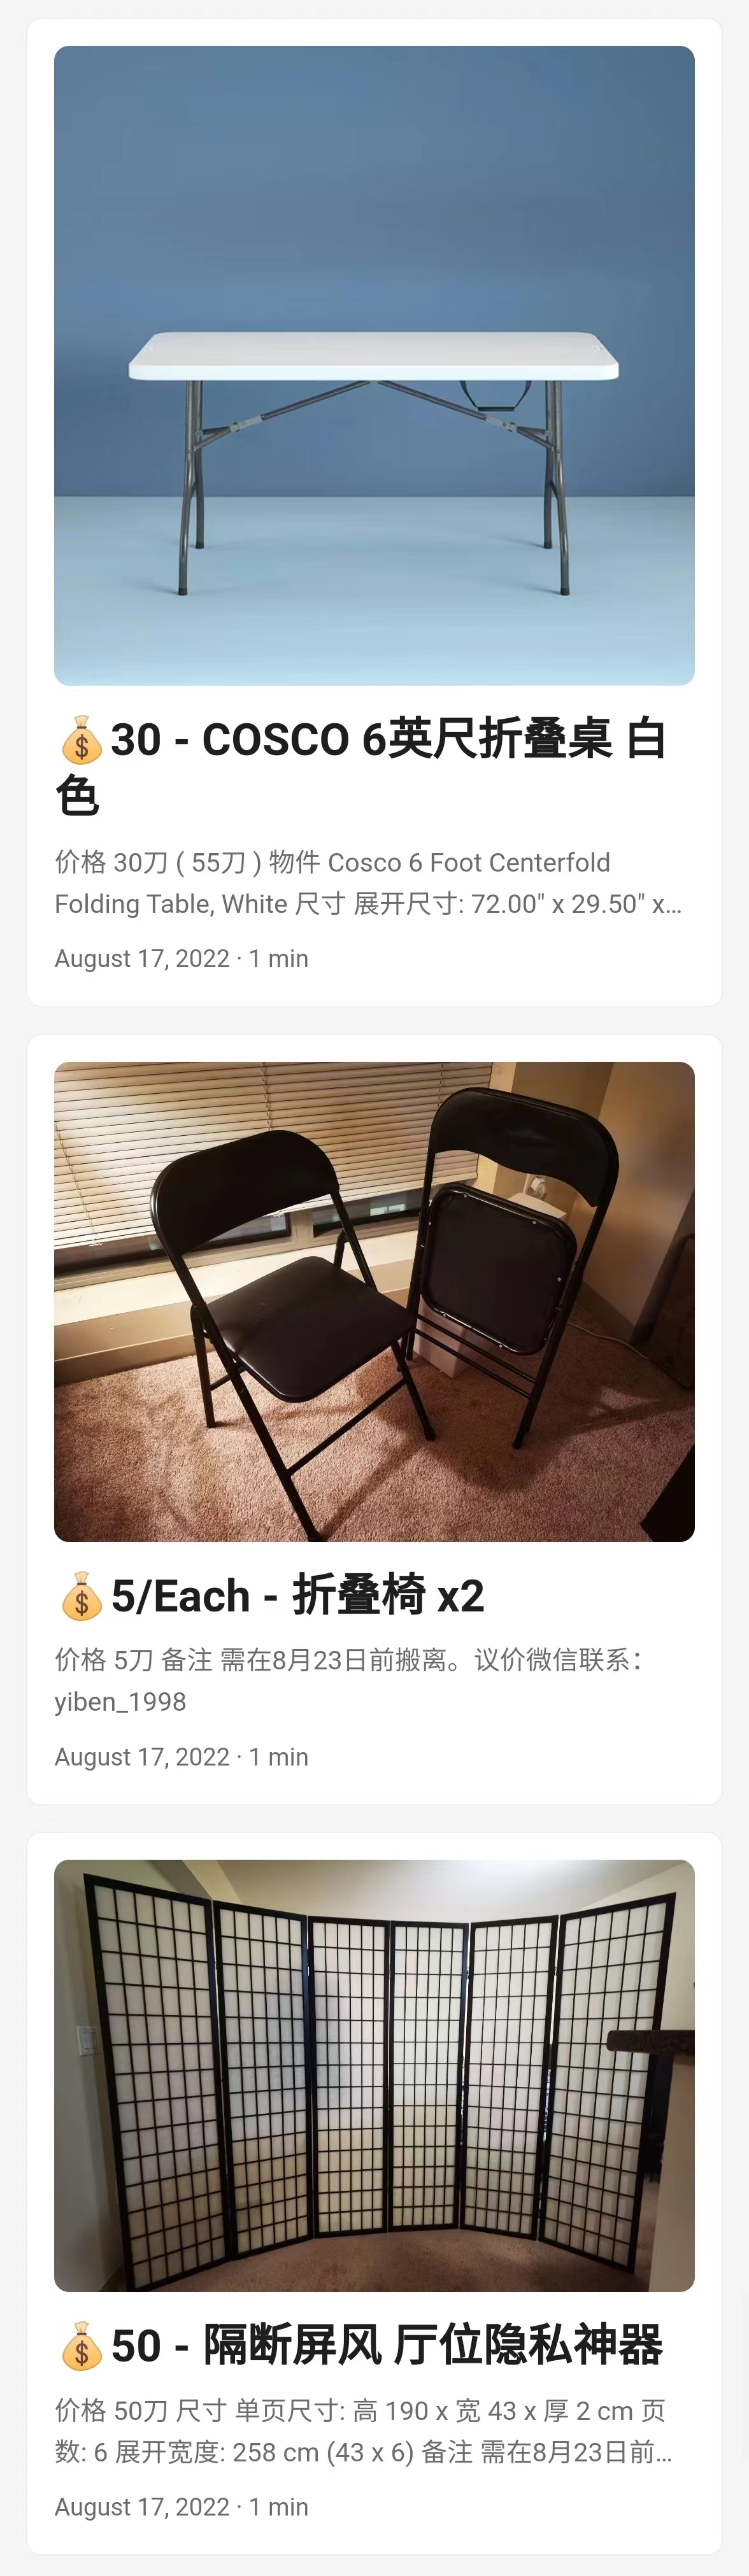 💰30 - COSCO 6英尺折叠桌 白
色
价格 30刀 ( 55刀 ) 物件 Cosco 6 Foot Centerfold
Folding Table, White 尺寸 展开尺寸: 72.00" x 29.50" x...
August 17, 2022 · 1 min
💰5/Each - 折叠椅 x2
价格 5刀 备注 需在8月23日前搬离。议价微信联系：
yiben_1998
August 17, 2022 · 1 min
💰50 - 隔断屏风 厅位隐私神器
价格 50刀 尺寸 单页尺寸: 高 190 x 宽 43 x 厚 2 cm 页
数: 6 展开宽度: 258 cm (43 x 6) 备注 需在8月23日前...
August 17, 2022 · 1 min